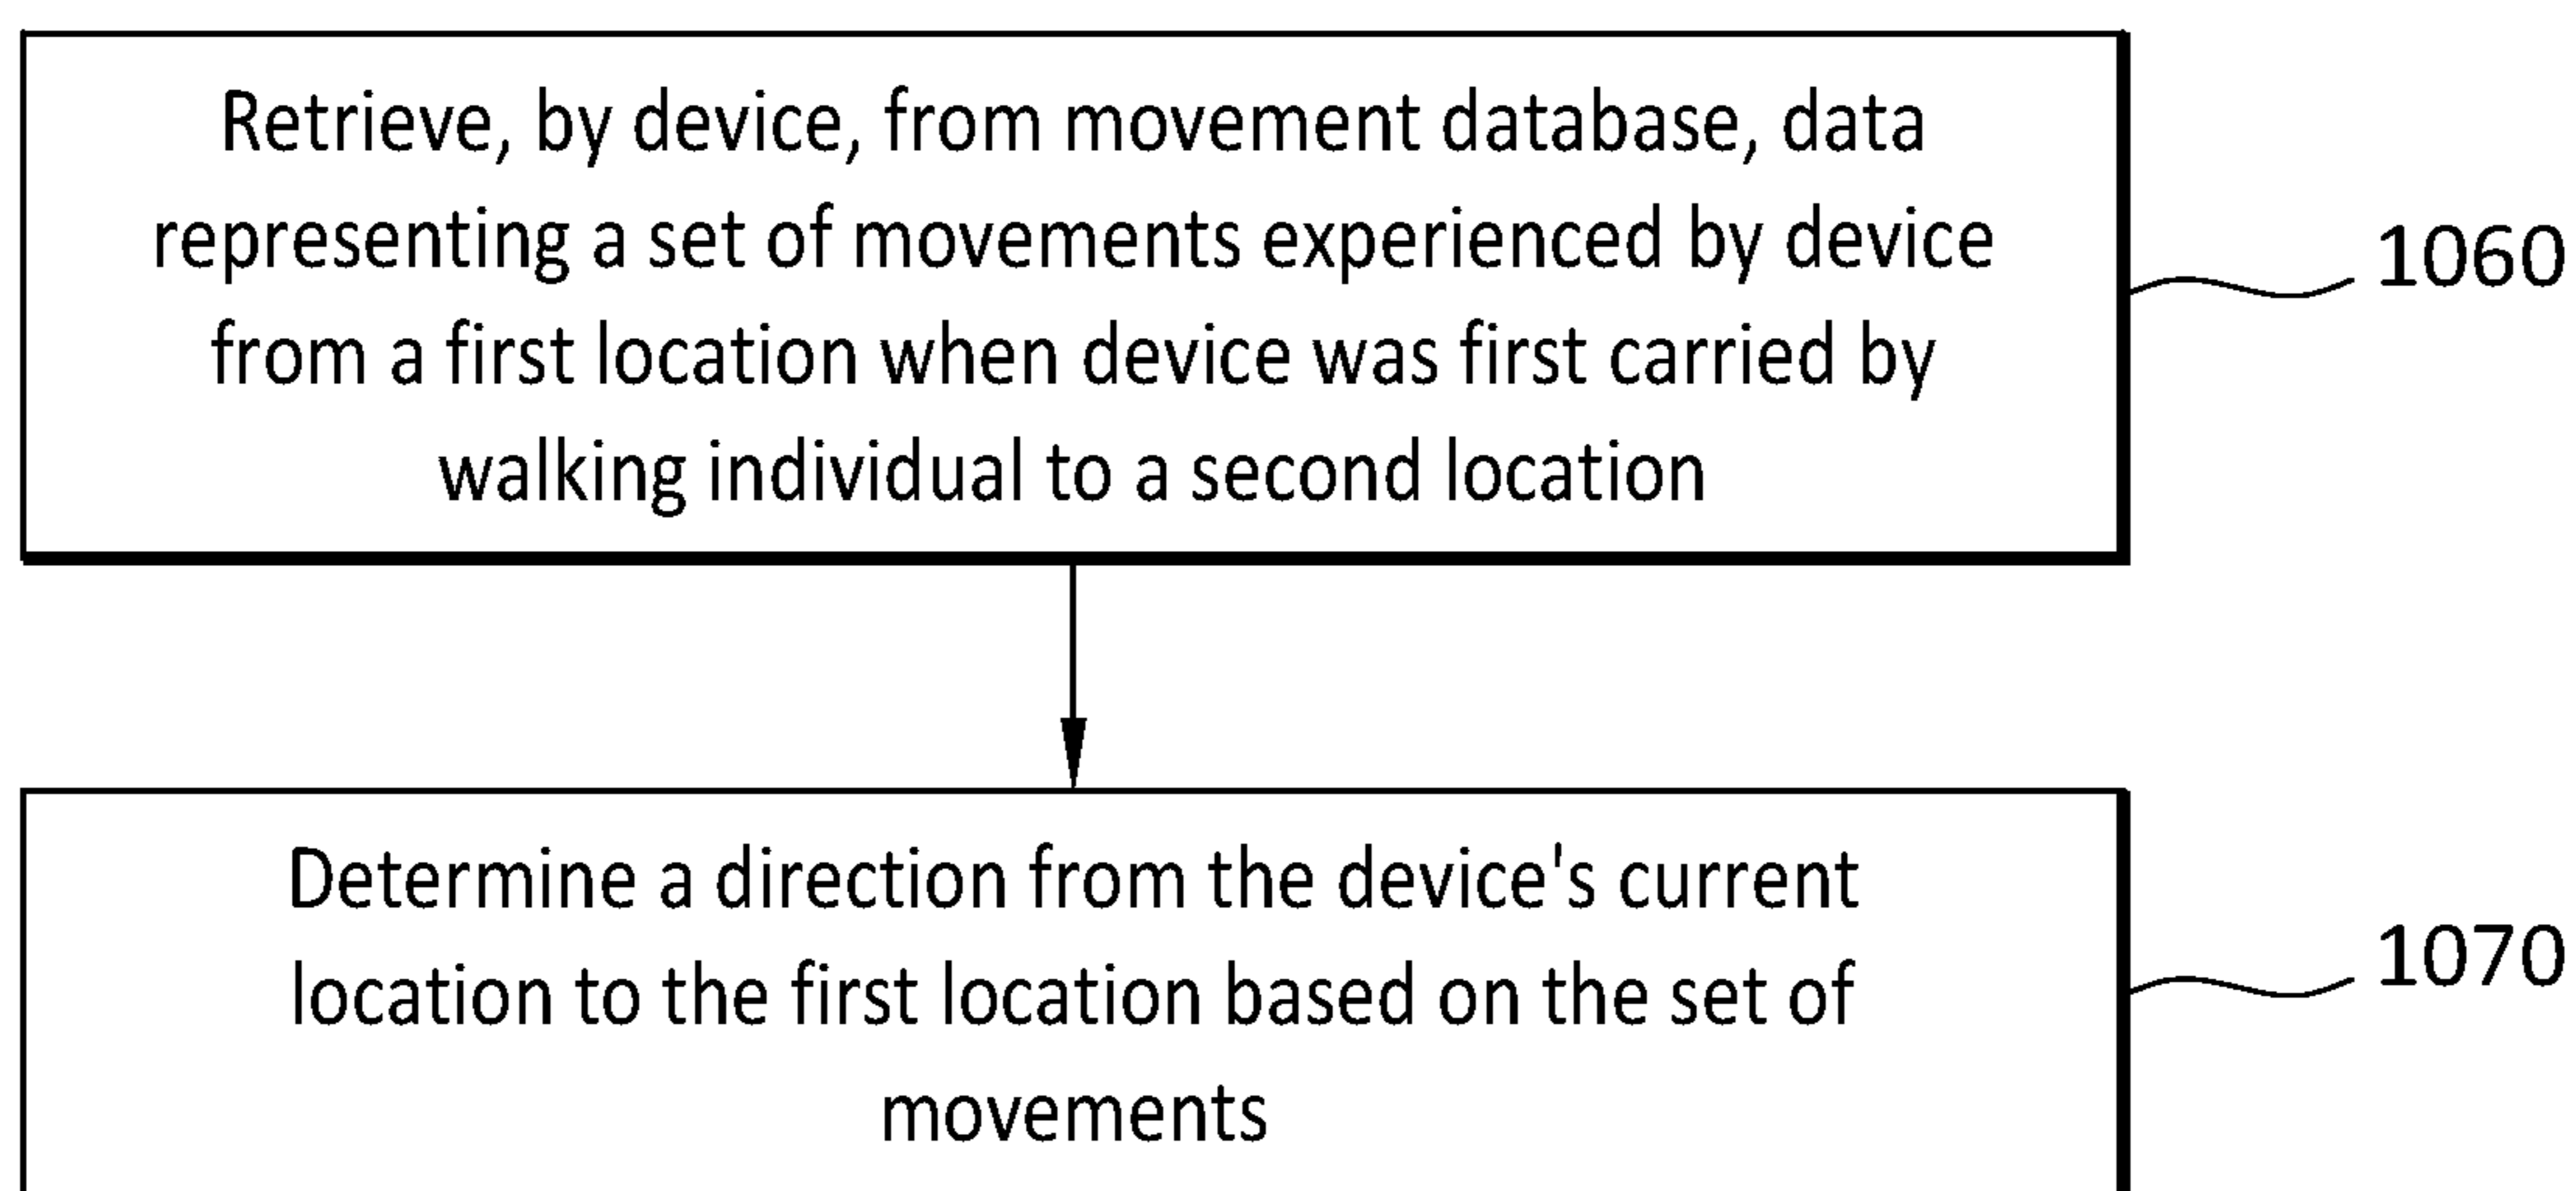 Retrieve, by device, from movement database, data
representing a set of movements experienced by device
from a first location when device was first carried by
walking individual to a second location
1060
Determine a direction from the device's current
location to the first location based on the set of
movements
1070